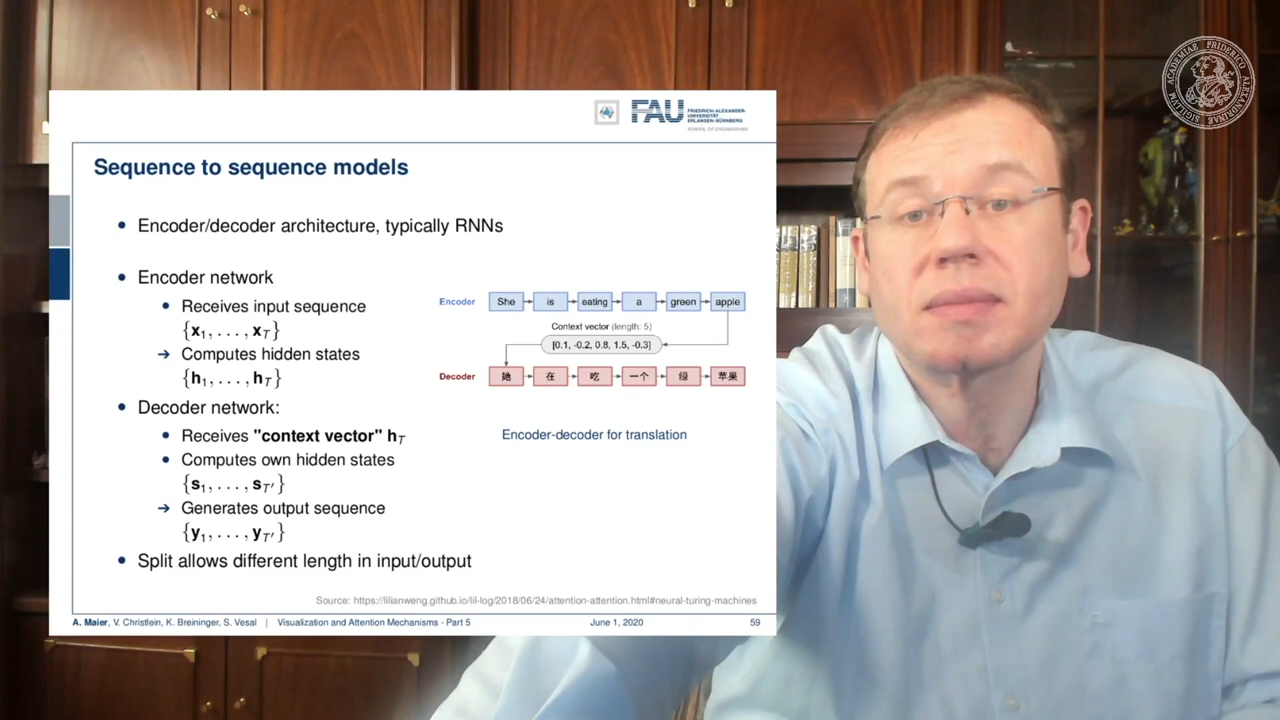 FAU FRIEDRICH-ALEXANDER-
UNIVERSITÄT
ERLANGEN-NÜRNBERG
SCHOOL OF ENGINEERING
SIGILLVM ACADEMIAE FRIDERICO ALEXANDRINAE
Sequence to sequence models
• Encoder/decoder architecture, typically RNNs
• Encoder network
• Receives input sequence
{x1, . . . , xT}
→ Computes hidden states
{h1, . . . , hT}
• Decoder network:
• Receives "context vector" hT
• Computes own hidden states
{s1, . . . , sT′}
→ Generates output sequence
{y1, . . . , yT′}
• Split allows different length in input/output
Encoder She is eating a green apple
Context vector (length: 5)
[0.1, -0.2, 0.8, 1.5, -0.3]
Decoder 她 在 吃 一个 绿 苹果
Encoder-decoder for translation
Source: https://lilianweng.github.io/lil-log/2018/06/24/attention-attention.html#neural-turing-machines
A. Maier, V. Christlein, K. Breininger, S. Vesal | Visualization and Attention Mechanisms - Part 5 June 1, 2020 59